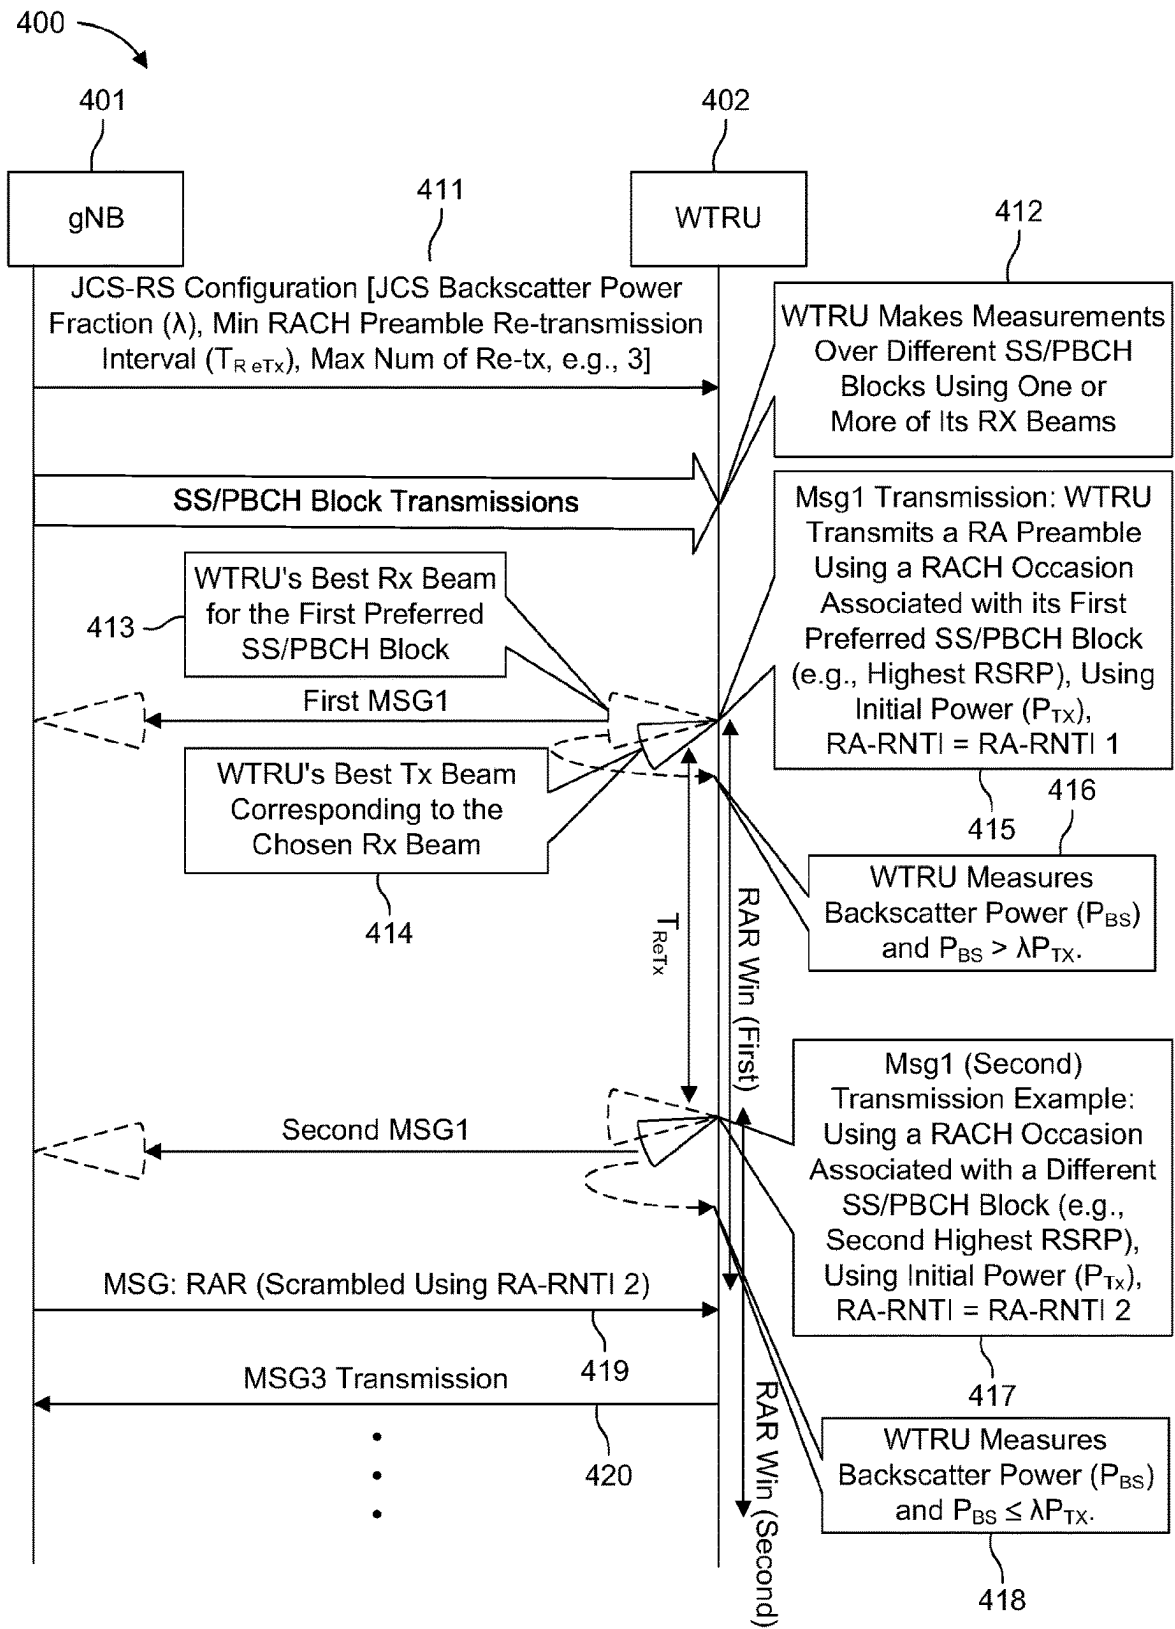 400
401
402
gNB
WTRU
411
JCS-RS Configuration [JCS Backscatter Power
Fraction (λ), Min RACH Preamble Re-transmission
Interval (TReTx), Max Num of Re-tx, e.g., 3]
412
WTRU Makes Measurements
Over Different SS/PBCH
Blocks Using One or
More of Its RX Beams
SS/PBCH Block Transmissions
Msg1 Transmission: WTRU
Transmits a RA Preamble
Using a RACH Occasion
Associated with its First
Preferred SS/PBCH Block
(e.g., Highest RSRP), Using
Initial Power (PTX),
RA-RNTI = RA-RNTI 1
415
413
WTRU's Best Rx Beam
for the First Preferred
SS/PBCH Block
First MSG1
WTRU's Best Tx Beam
Corresponding to the
Chosen Rx Beam
414
416
WTRU Measures
Backscatter Power (PBS)
and PBS > λPTX.
TReTx
RAR Win (First)
Second MSG1
Msg1 (Second)
Transmission Example:
Using a RACH Occasion
Associated with a Different
SS/PBCH Block (e.g.,
Second Highest RSRP),
Using Initial Power (PTx),
RA-RNTI = RA-RNTI 2
417
MSG: RAR (Scrambled Using RA-RNTI 2)
419
MSG3 Transmission
420
RAR Win (Second)
WTRU Measures
Backscatter Power (PBS)
and PBS ≤ λPTX.
418